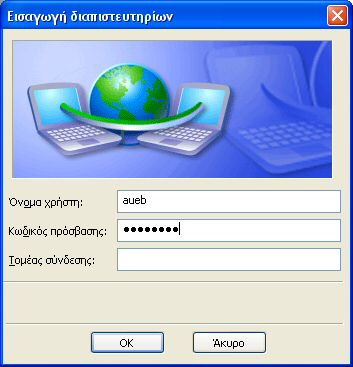 Εισαγωγή διαπιστευτηρίων
Όνομα χρήστη: aueb
Κωδικός πρόσβασης: ●●●●●●●●
Τομέας σύνδεσης:
OK Άκυρο